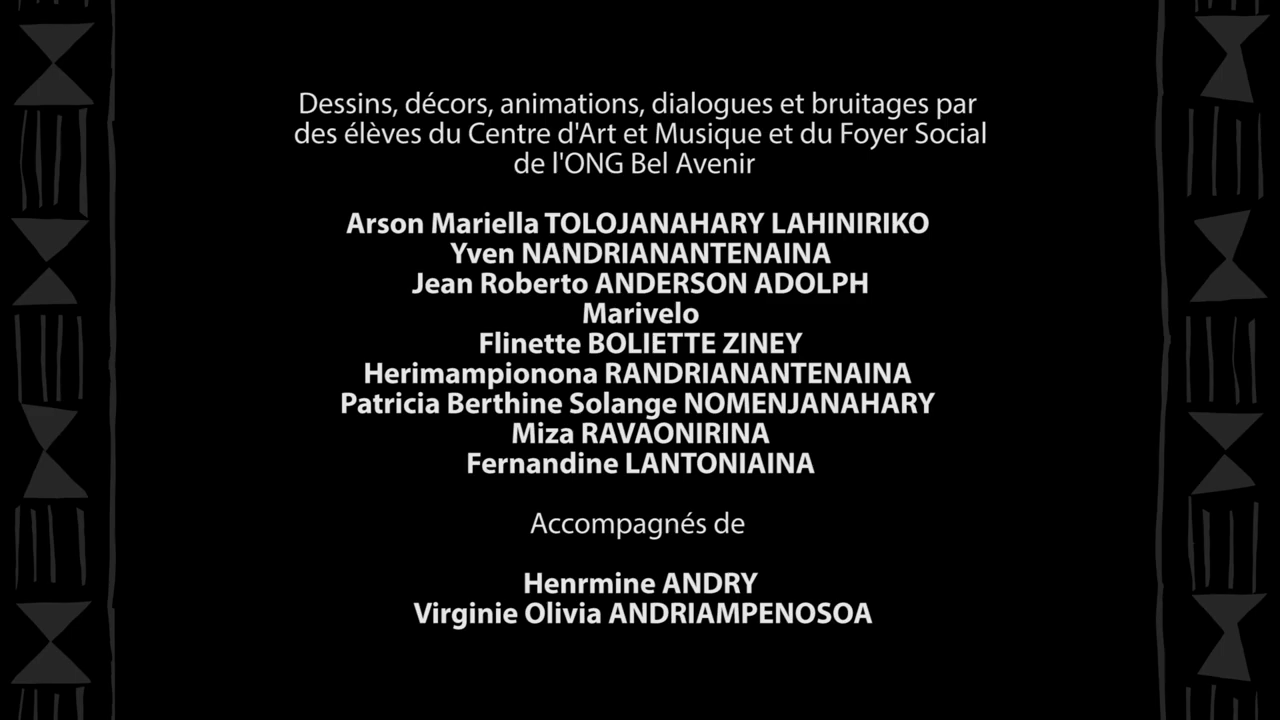 Dessins, décors, animations, dialogues et bruitages par
des élèves du Centre d'Art et Musique et du Foyer Social
de l'ONG Bel Avenir
Arson Mariella TOLOJANAHARY LAHINIRIKO
Yven NANDRIANANTENAINA
Jean Roberto ANDERSON ADOLPH
Marivelo
Flinette BOLIETTE ZINEY
Herimampionona RANDRIANANTENAINA
Patricia Berthine Solange NOMENJANAHARY
Miza RAVAONIRINA
Fernandine LANTONIAINA
Accompagnés de
Henrmine ANDRY
Virginie Olivia ANDRIAMPENOSOA